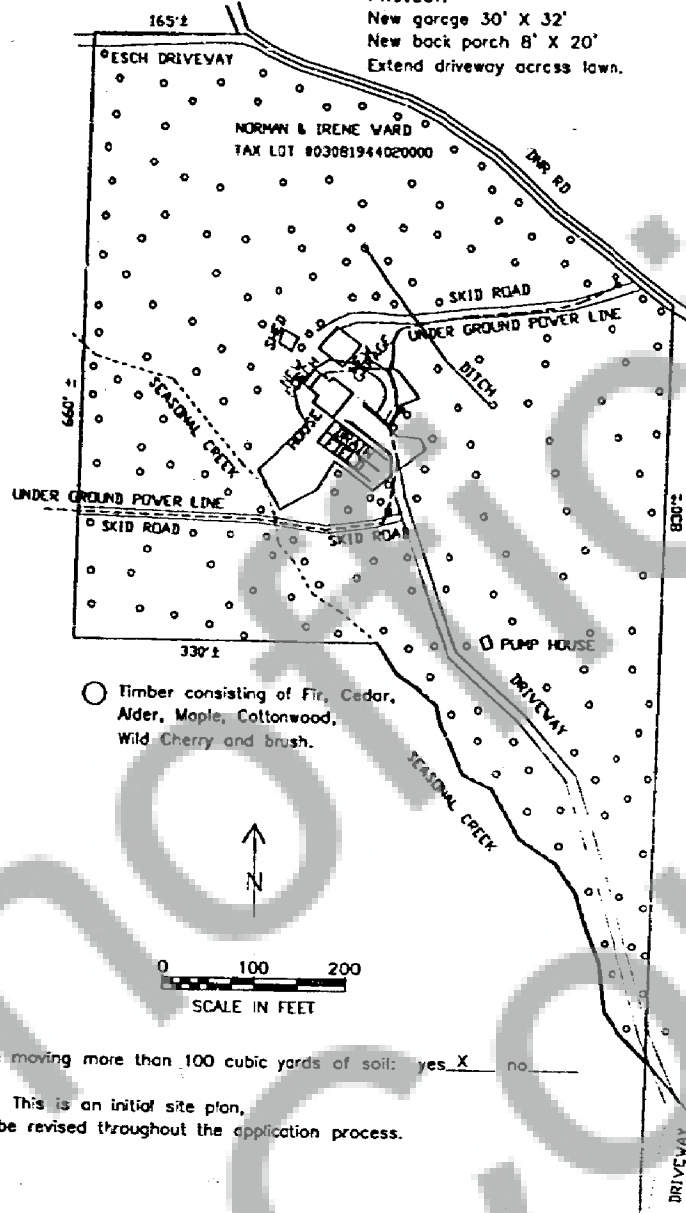 165'±
New garage 30' X 32'
New back porch 8' X 20'
Extend driveway across lawn.
ESCH DRIVEWAY
NORMAN & IRENE WARD
TAX LOT #03081944020000
DNR RD
SKID ROAD
UNDER GROUND POWER LINE
SHED
DITCH
SEASONAL CREEK
660' ±
HOUSE
DRAIN
FIELD
UNDER GROUND POWER LINE
SKID ROAD
SKID ROAD
830'±
330'±
PUMP HOUSE
DRIVEWAY
Timber consisting of Fir, Cedar,
Alder, Maple, Cottonwood,
Wild Cherry and brush.
SEASONAL CREEK
N
0 100 200
SCALE IN FEET
moving more than 100 cubic yards of soil: yes X no
This is an initial site plan,
be revised throughout the application process.
DRIVEWAY